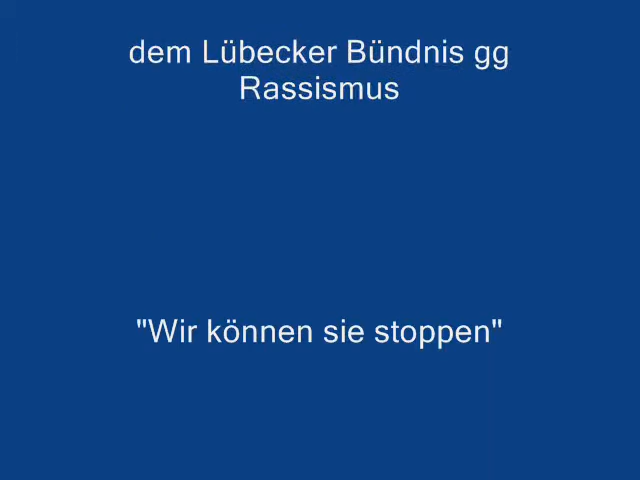 dem Lübecker Bündnis gg
Rassismus
"Wir können sie stoppen"